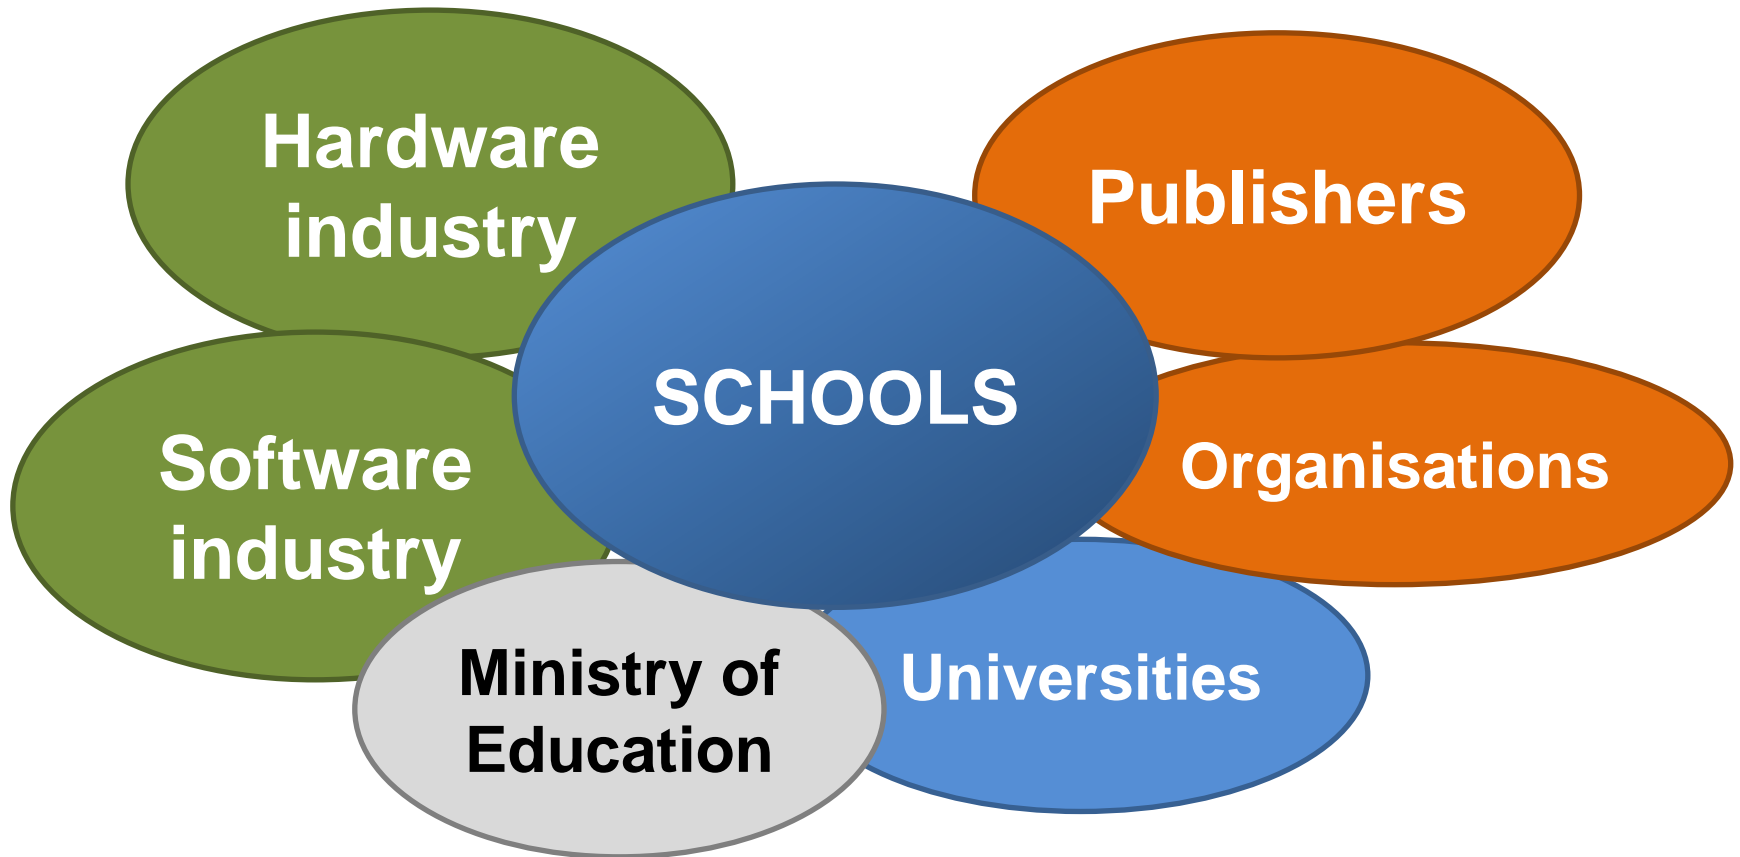 Hardware
industry
Publishers
SCHOOLS
Software
industry
Organisations
Ministry of
Education
Universities